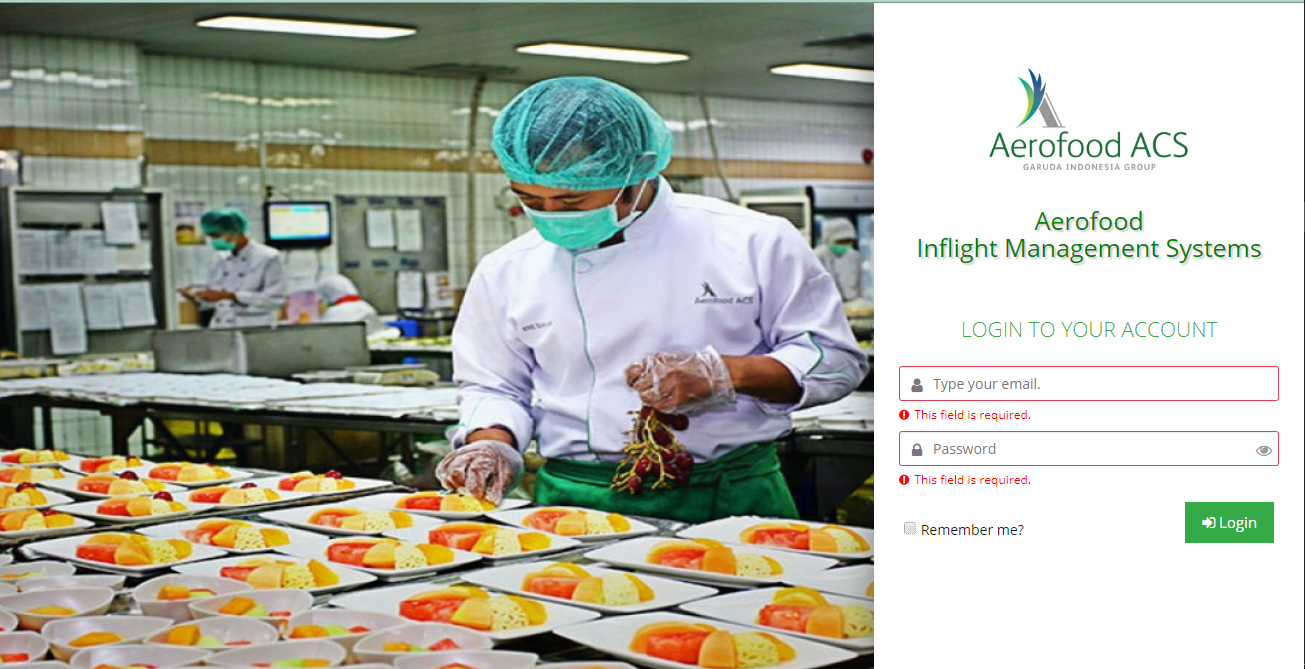 Aerofood ACS
Aerofood ACS
GARUDA INDONESIA GROUP
Aerofood
Inflight Management Systems
LOGIN TO YOUR ACCOUNT
Type your email.
This field is required.
Password
This field is required.
Remember me?
Login